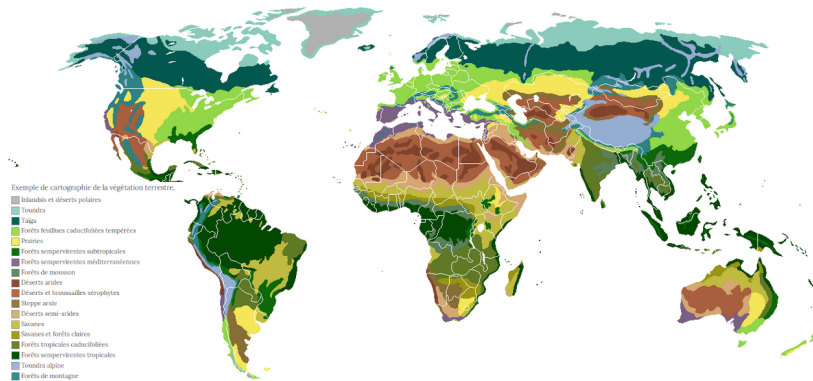 Exemple de cartographie de la végétation terrestre.
Inlandsis et déserts polaires
Toundra
Taïga
Forêts feuillues caducifoliées tempérées
Prairies
Forêts sempervirentes subtropicales
Forêts sempervirentes méditerranéennes
Forêts de mousson
Déserts arides
Déserts et broussailles xérophytes
Steppe aride
Déserts semi-arides
Savanes
Savanes et forêts claires
Forêts tropicales caducifoliées
Forêts sempervirentes tropicales
Toundra alpine
Forêts de montagne